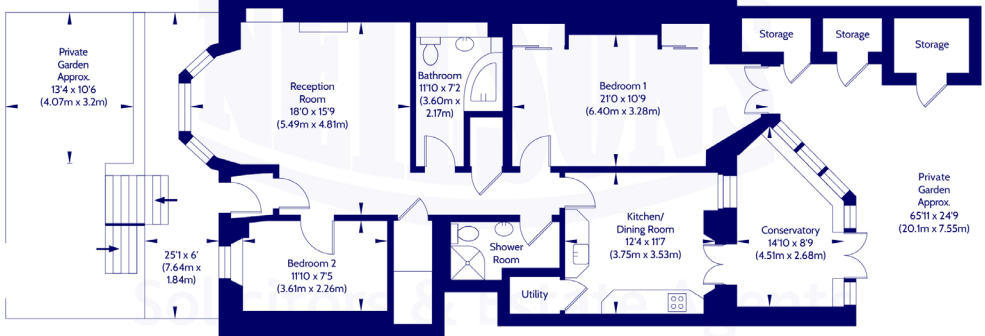 Private
Garden
Approx.
13'4 x 10'6
(4.07m x 3.2m)
Reception
Room
18'0 x 15'9
(5.49m x 4.81m)
Bathroom
11'10 x 7'2
(3.60m x
2.17m)
Bedroom 1
21'0 x 10'9
(6.40m x 3.28m)
Storage
Storage
Storage
Private
Garden
Approx.
65'11 x 24'9
(20.1m x 7.55m)
25'1 x 6'
(7.64m x
1.84m)
Bedroom 2
11'10 x 7'5
(3.61m x 2.26m)
Shower
Room
Utility
Kitchen/
Dining Room
12'4 x 11'7
(3.75m x 3.53m)
Conservatory
14'10 x 8'9
(4.51m x 2.68m)
Solicitors & Estate Agents